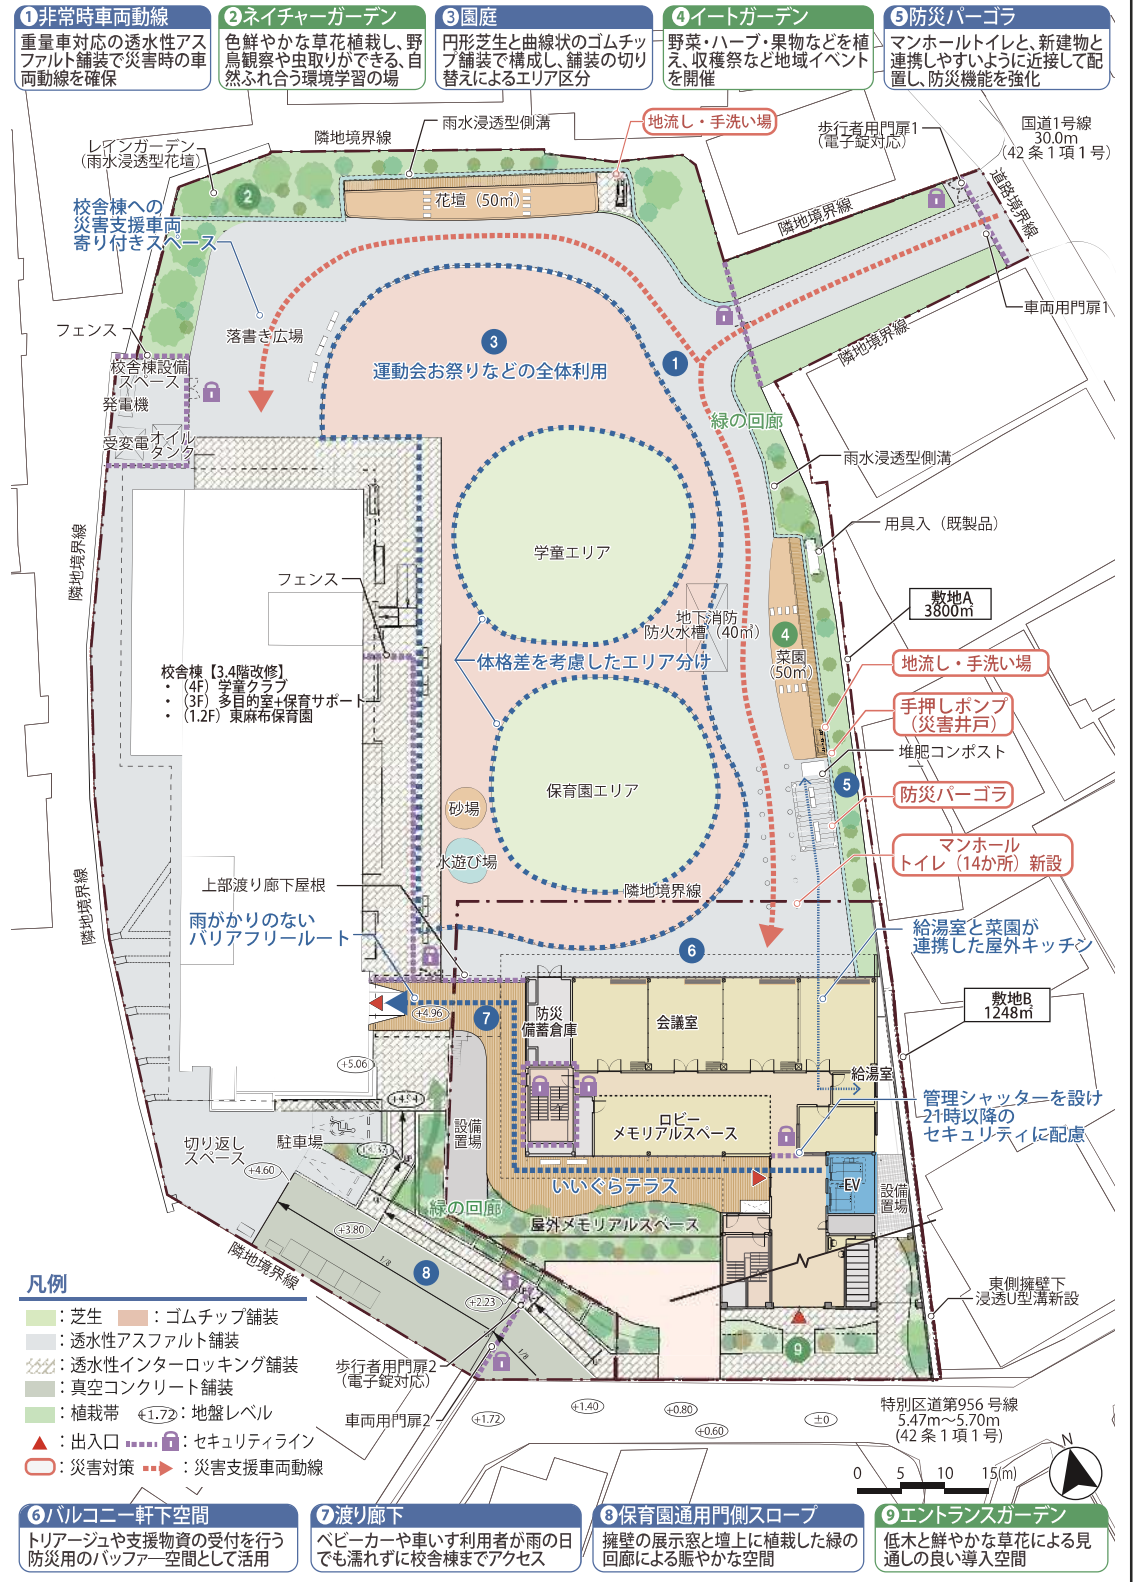 1 非常時車両動線
重量車対応の透水性アス
ファルト舗装で災害時の車
両動線を確保
2 ネイチャーガーデン
色鮮やかな草花植栽し、野
鳥観察や虫取りができる、自
然ふれ合う環境学習の場
3 園庭
円形芝生と曲線状のゴムチッ
プ舗装で構成し、舗装の切り
替えによるエリア区分
4 イートガーデン
野菜・ハーブ・果物などを植
え、収穫祭など地域イベント
を開催
5 防災パーゴラ
マンホールトイレと、新建物と
連携しやすいように近接して配
置し、防災機能を強化
雨水浸透型側溝
地流し・手洗い場
歩行者用門扉1
(電子錠対応)
国道1号線
30.0m
(42条1項1号)
道路境界線
隣地境界線
レインガーデン
(雨水浸透型花壇)
2
花壇(50㎡)
隣地境界線
校舎棟への
災害支援車両
寄り付きスペース
車両用門扉1
フェンス
落書き広場
3
運動会お祭りなどの全体利用
1
隣地境界線
校舎棟設備
スペース
発電機
受変電
オイル
タンク
緑の回廊
雨水浸透型側溝
用具入(既製品)
学童エリア
隣地境界線
フェンス
敷地A
3800㎡
地下消防
防火水槽(40㎥)
4
菜園
(50㎡)
体格差を考慮したエリア分け
地流し・手洗い場
校舎棟【3.4階改修】
・(4F)学童クラブ
・(3F)多目的室+保育サポート
・(1.2F)東麻布保育園
手押しポンプ
(災害井戸)
堆肥コンポスト
5
防災パーゴラ
保育園エリア
砂場
水遊び場
マンホール
トイレ(14か所)新設
隣地境界線
上部渡り廊下屋根
隣地境界線
雨がかりのない
バリアフリールート
6
給湯室と菜園が
連携した屋外キッチン
敷地B
1248㎡
+4.96
7
防災
備蓄倉庫
会議室
+5.06
給湯室
管理シャッターを設け
21時以降の
セキュリティに配慮
設備
置場
ロビー
メモリアルスペース
切り返し
スペース
駐車場
+4.60
いいぐらテラス
EV
設備
置場
緑の回廊
屋外メモリアルスペース
+3.80
1/8
8
隣地境界線
+2.23
1/8
東側擁壁下
浸透U型溝新設
9
歩行者用門扉2
(電子錠対応)
車両用門扉2
+1.72
+1.40
+0.80
+0.60
±0
特別区道第956号線
5.47m〜5.70m
(42条1項1号)
凡例
:芝生 :ゴムチップ舗装
:透水性アスファルト舗装
:透水性インターロッキング舗装
:真空コンクリート舗装
:植栽帯 +1.72:地盤レベル
:出入口 :セキュリティライン
:災害対策 :災害支援車両動線
N
0 5 10 15(m)
6 バルコニー軒下空間
トリアージュや支援物資の受付を行う
防災用のバッファー空間として活用
7 渡り廊下
ベビーカーや車いす利用者が雨の日
でも濡れずに校舎棟までアクセス
8 保育園通用門側スロープ
擁壁の展示窓と壇上に植栽した緑の
回廊による賑やかな空間
9 エントランスガーデン
低木と鮮やかな草花による見
通しの良い導入空間